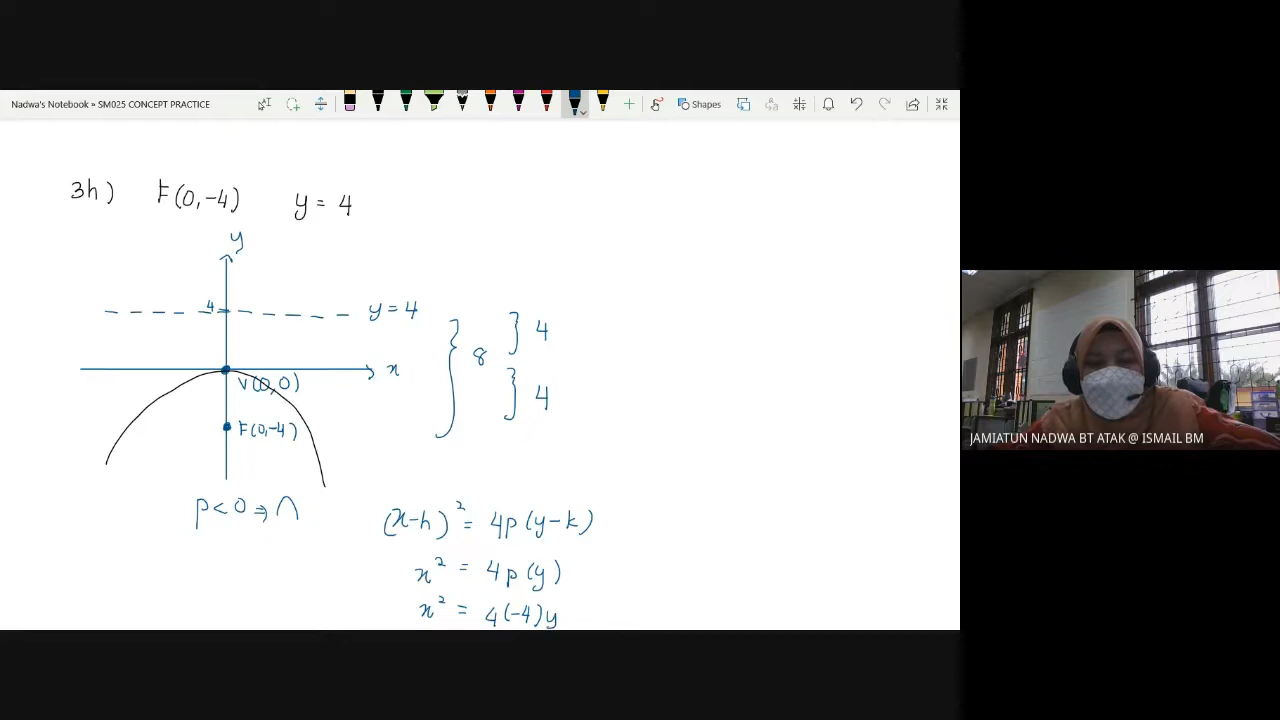 Nadwa's Notebook » SM025 CONCEPT PRACTICE
Shapes
3h) F(0,-4) y = 4
y
4
y = 4
x
V(0,0)
F(0,-4)
8
4
4
p < 0 ⇒ ∩
(x-h)² = 4p(y-k)
x² = 4p(y)
x² = 4(-4)y
JAMIATUN NADWA BT ATAK @ ISMAIL BM